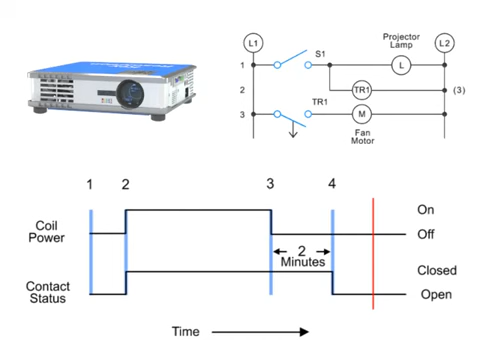 L1
L2
Projector
Lamp
S1
1
L
2
TR1
(3)
3
TR1
M
Fan
Motor
1
2
3
4
Coil
Power
On
Off
2
Minutes
Contact
Status
Closed
Open
Time